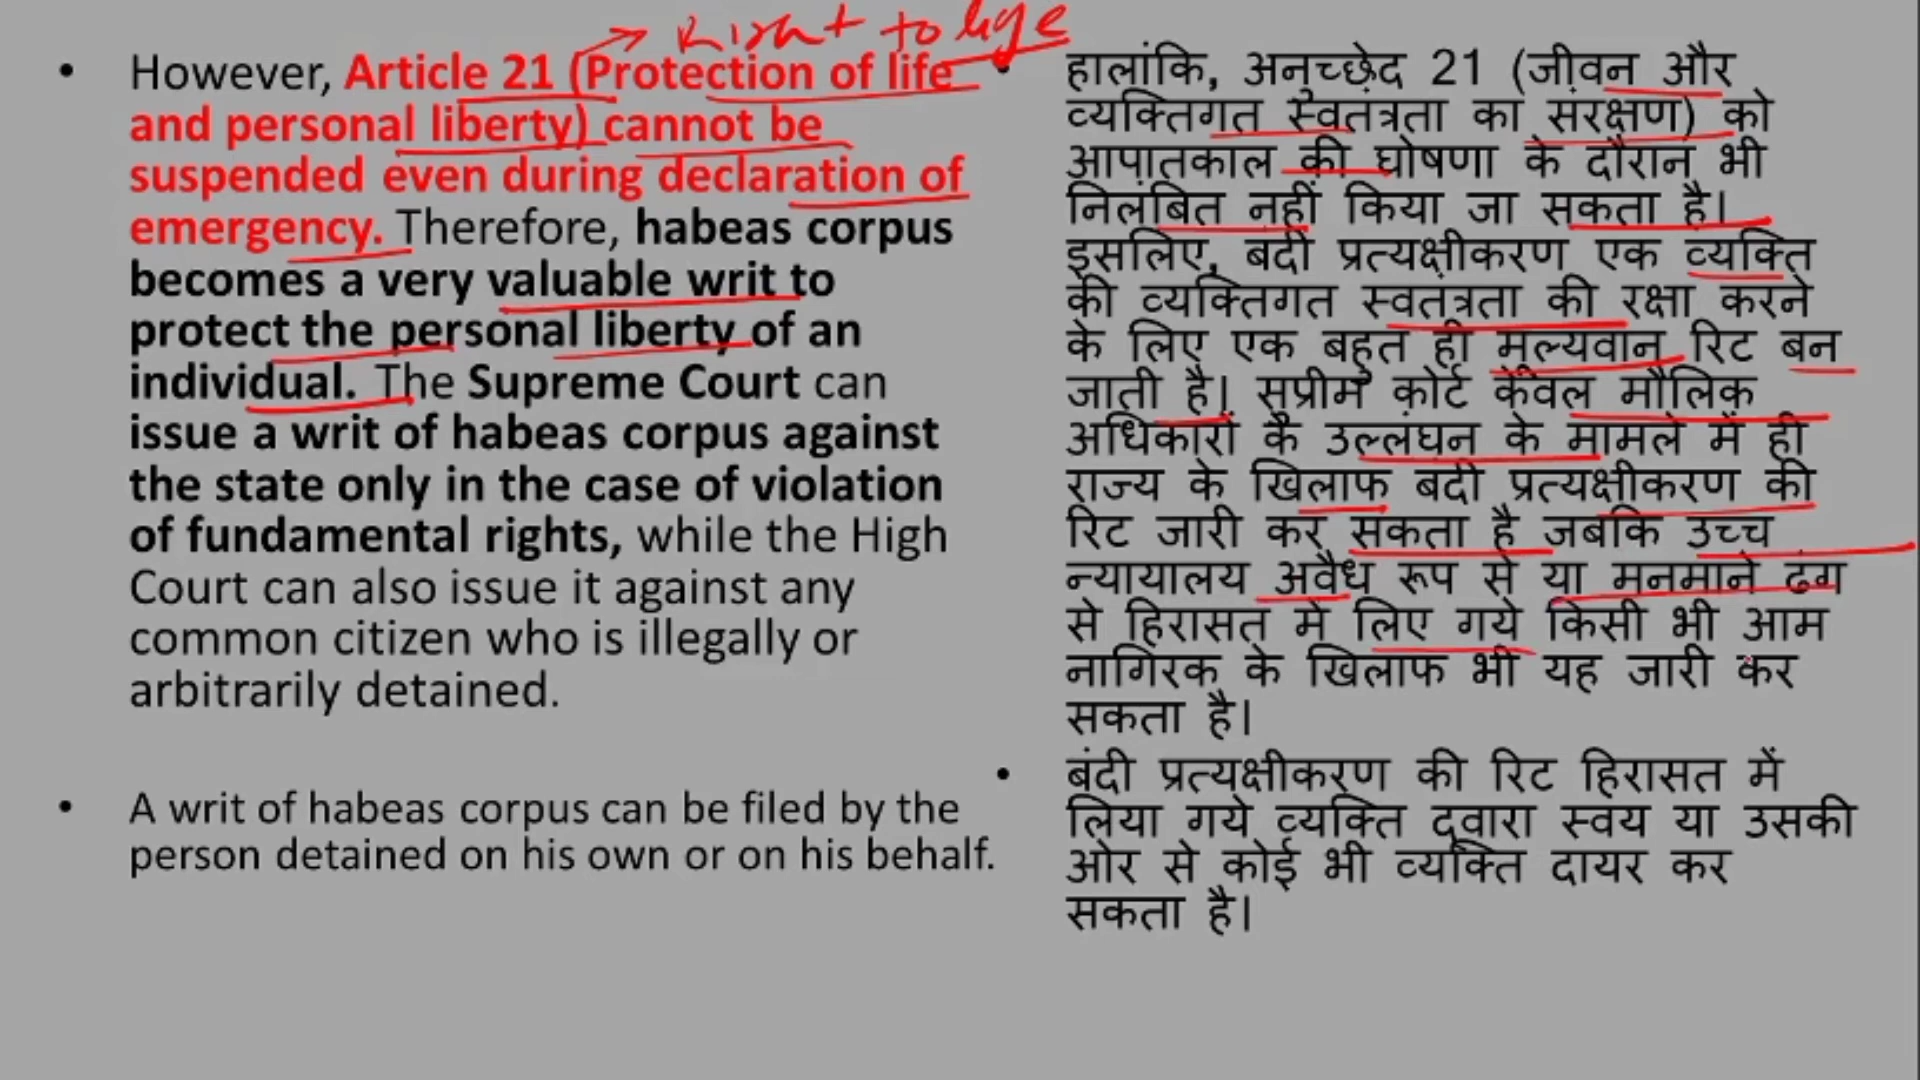 Right to life
• However, Article 21 (Protection of life
and personal liberty) cannot be
suspended even during declaration of
emergency. Therefore, habeas corpus
becomes a very valuable writ to
protect the personal liberty of an
individual. The Supreme Court can
issue a writ of habeas corpus against
the state only in the case of violation
of fundamental rights, while the High
Court can also issue it against any
common citizen who is illegally or
arbitrarily detained.
• A writ of habeas corpus can be filed by the
person detained on his own or on his behalf.
• हालांकि, अनुच्छेद 21 (जीवन और
व्यक्तिगत स्वतंत्रता का संरक्षण) को
आपातकाल की घोषणा के दौरान भी
निलंबित नहीं किया जा सकता है।
इसलिए, बंदी प्रत्यक्षीकरण एक व्यक्ति
की व्यक्तिगत स्वतंत्रता की रक्षा करने
के लिए एक बहुत ही मूल्यवान रिट बन
जाती है। सुप्रीम कोर्ट केवल मौलिक
अधिकारों के उल्लंघन के मामले में ही
राज्य के खिलाफ बंदी प्रत्यक्षीकरण की
रिट जारी कर सकता है जबकि उच्च
न्यायालय अवैध रूप से या मनमाने ढंग
से हिरासत में लिए गये किसी भी आम
नागिरक के खिलाफ भी यह जारी कर
सकता है।
• बंदी प्रत्यक्षीकरण की रिट हिरासत में
लिया गये व्यक्ति द्वारा स्वयं या उसकी
ओर से कोई भी व्यक्ति दायर कर
सकता है।